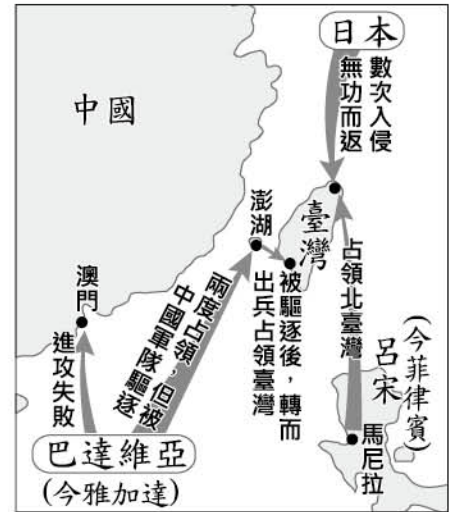 日本
數次入侵
無功而返
中國
臺灣
澎湖
澳門
進攻失敗
兩度占領，但被
中國軍隊驅逐
被驅逐後，轉而
出兵占領臺灣
占領北臺灣
呂宋
(今菲律賓)
馬尼拉
巴達維亞
(今雅加達)